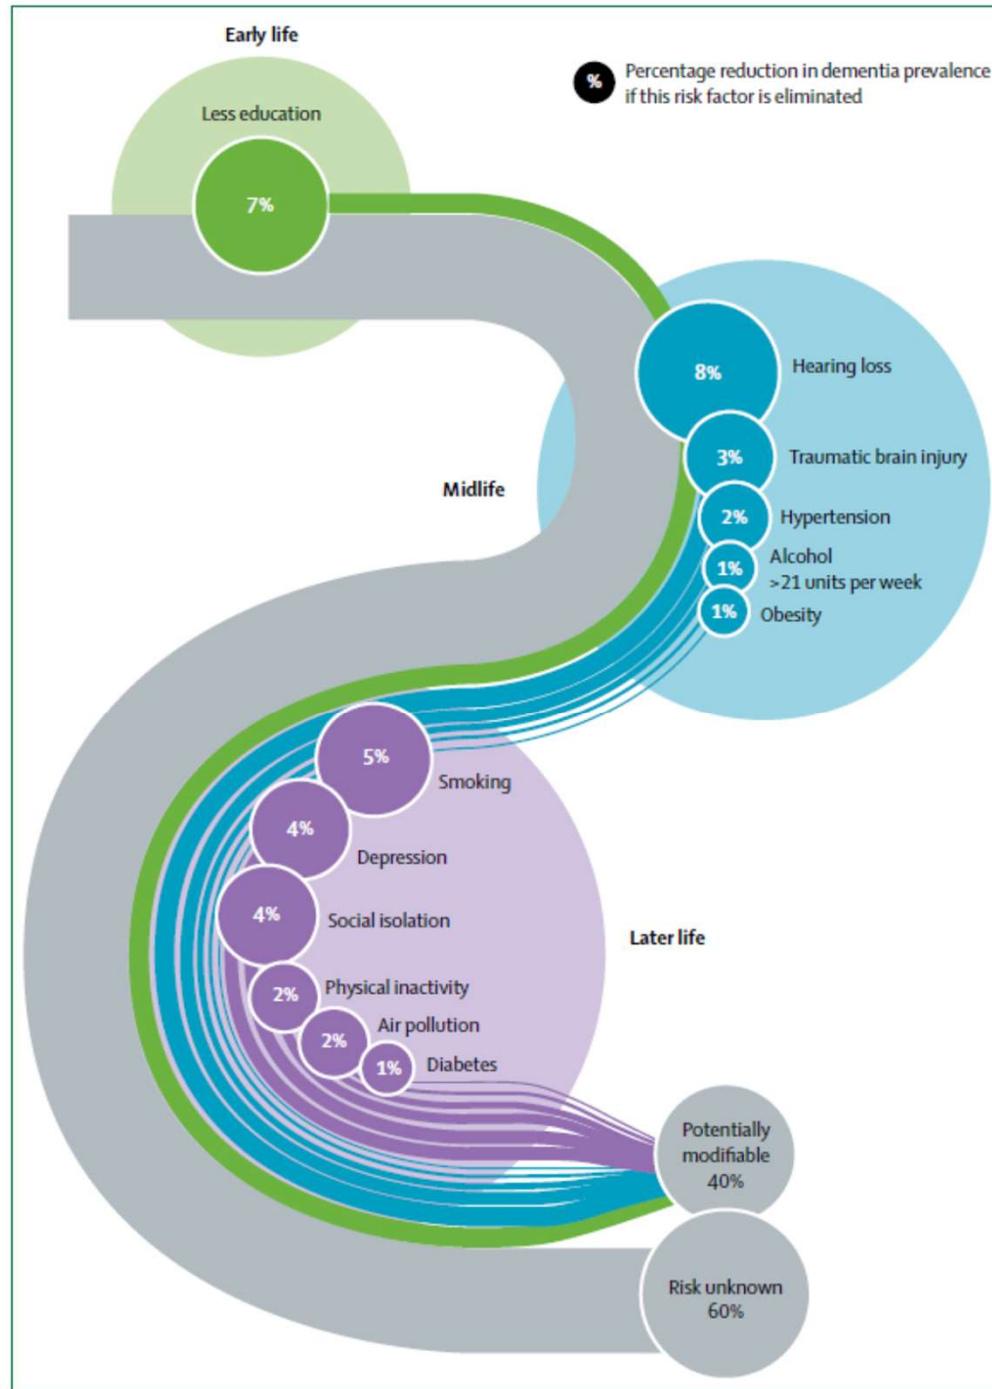 Early life
%
Percentage reduction in dementia prevalence
if this risk factor is eliminated
Less education
7%
8%
Hearing loss
3%
Traumatic brain injury
Midlife
2%
Hypertension
1%
Alcohol
>21 units per week
1%
Obesity
5%
Smoking
4%
Depression
4%
Social isolation
Later life
2%
Physical inactivity
2%
Air pollution
1%
Diabetes
Potentially
modifiable
40%
Risk unknown
60%